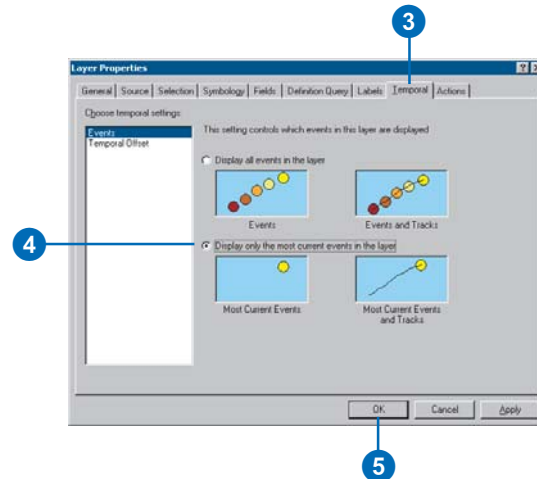 3
Layer Properties
General Source Selection Symbology Fields Definition Query Labels Temporal Actions
Choose temporal settings:
Events
Temporal Offset
This setting controls which events in this layer are displayed
Display all events in the layer
Events Events and Tracks
4
Display only the most current events in the layer
Most Current Events Most Current Events
and Tracks
OK Cancel Apply
5